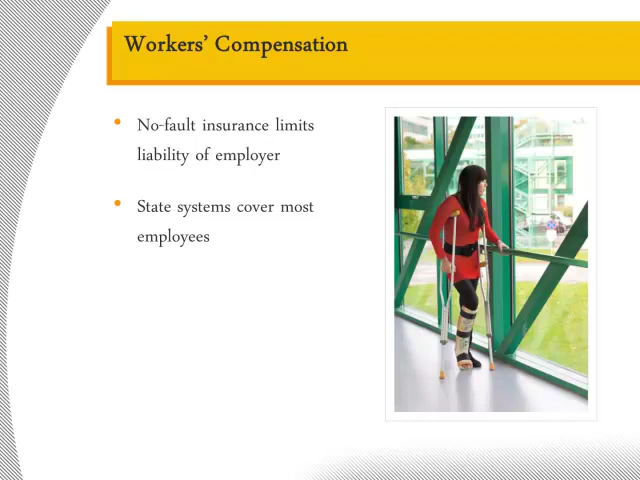 Workers’ Compensation
• No-fault insurance limits
liability of employer
• State systems cover most
employees